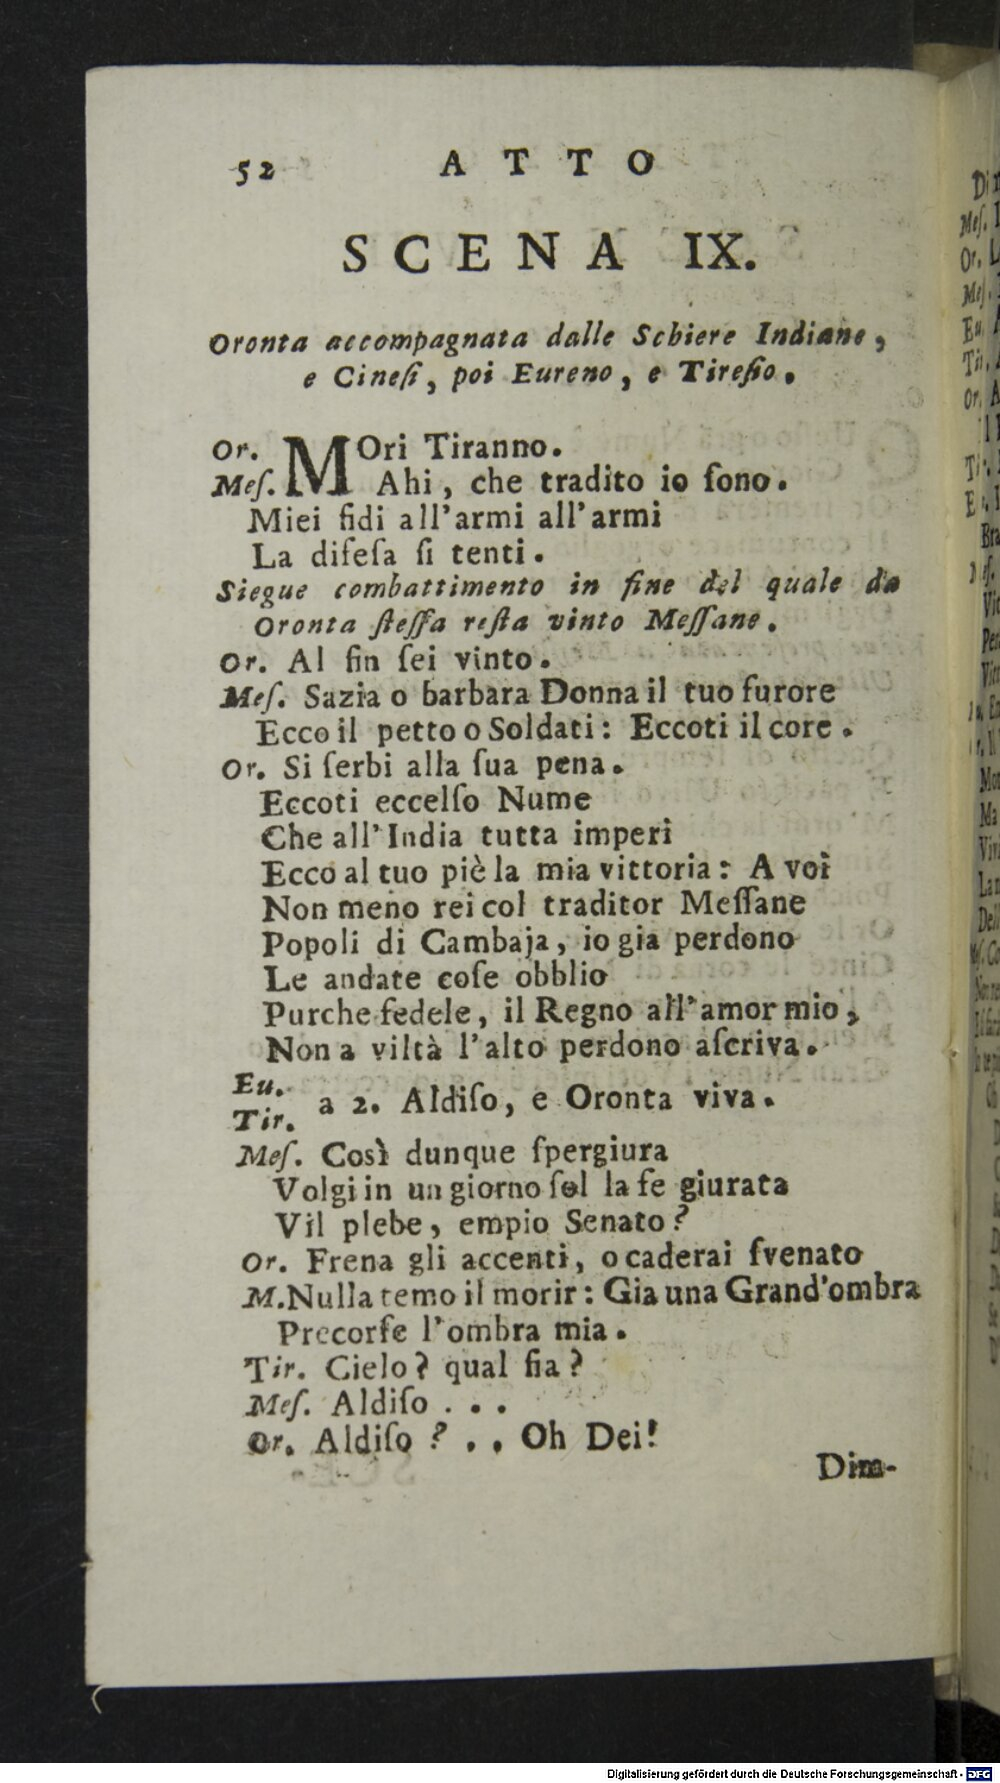 52 ATTO
SCENA IX.
Oronta accompagnata dalle Schiere Indiane,
e Cineſi, poi Eureno, e Tireſio.
Or. MOri Tiranno.
Meſ. Ahi, che tradito io ſono.
Miei fidi all'armi all'armi
La difeſa ſi tenti.
Siegue combattimento in fine del quale da
Oronta ſteſſa reſta vinto Meſſane.
Or. Al fin ſei vinto.
Meſ. Sazia o barbara Donna il tuo furore
Ecco il petto o Soldati: Eccoti il core.
Or. Si ſerbi alla ſua pena.
Eccoti eccelſo Nume
Che all'India tutta imperi
Ecco al tuo piè la mia vittoria: A voi
Non meno rei col traditor Meſſane
Popoli di Cambaja, io gia perdono
Le andate coſe obblio
Purche fedele, il Regno all'amor mio,
Non a viltà l'alto perdono aſcriva.
Eu.
Tir. a 2. Aldiſo, e Oronta viva.
Meſ. Così dunque ſpergiura
Volgi in un giorno ſol la fe giurata
Vil plebe, empio Senato?
Or. Frena gli accenti, o caderai ſvenato
M. Nulla temo il morir: Gia una Grand'ombra
Precorſe l'ombra mia.
Tir. Cielo? qual fia?
Meſ. Aldiſo . . .
Or. Aldiſo ? . . Oh Dei!
Dim-
Di
Meſ.
Or.
Eu.
Or.
Tir.
Digitalisierung gefördert durch die Deutsche Forschungsgemeinschaft - DFG